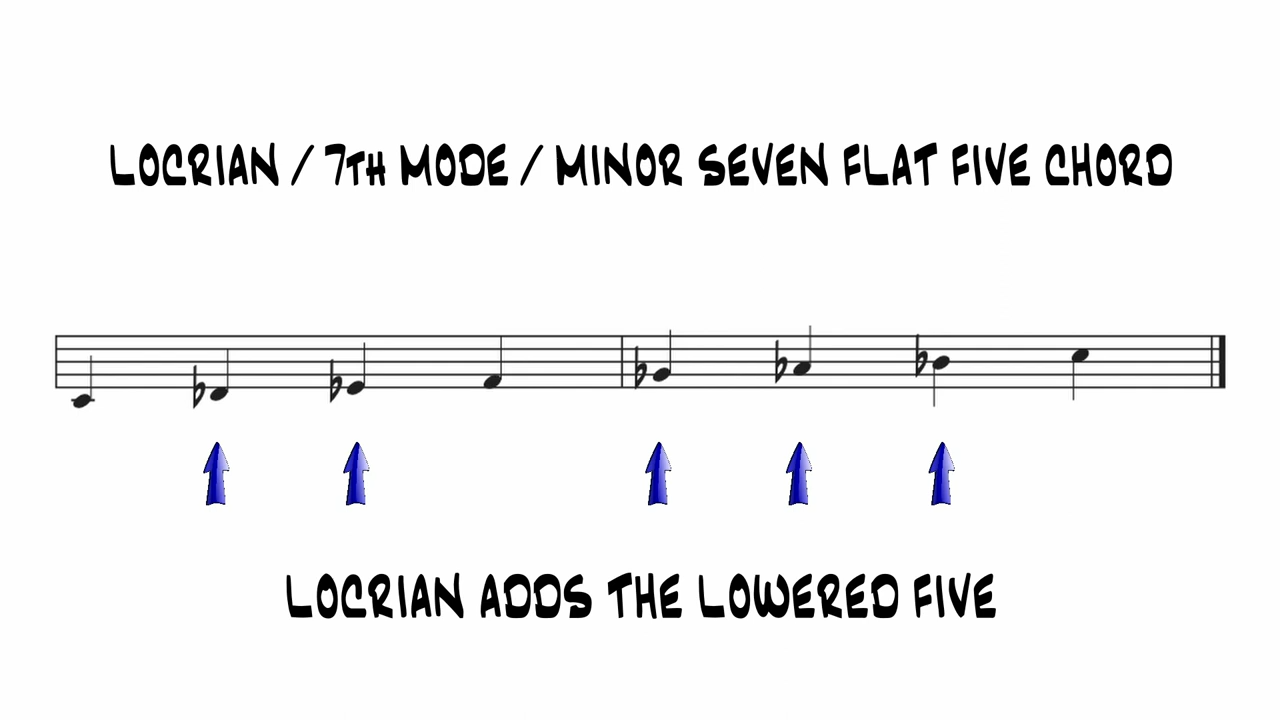 LOCRIAN / 7TH MODE / MINOR SEVEN FLAT FIVE CHORD
LOCRIAN ADDS THE LOWERED FIVE